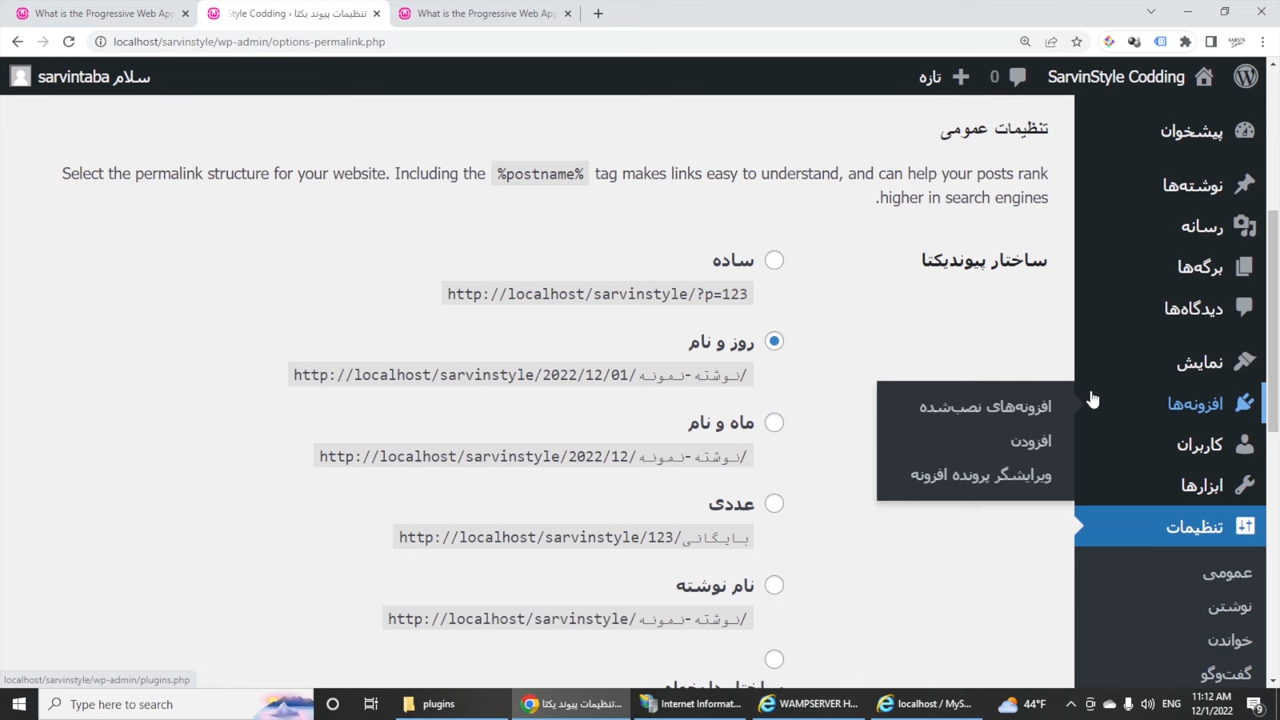 What is the Progressive Web App
تنظیمات پیوند یکتا ‹ Style Codding
What is the Progressive Web App
localhost/sarvinstyle/wp-admin/options-permalink.php
SarvinStyle Codding
0
تازه
سلام sarvintaba
پیشخوان
نوشته‌ها
رسانه
برگه‌ها
دیدگاه‌ها
نمایش
افزونه‌ها
کاربران
ابزارها
تنظیمات
عمومی
نوشتن
خواندن
گفت‌وگو
افزونه‌های نصب‌شده
افزودن
ویرایشگر پرونده افزونه
تنظیمات عمومی
Select the permalink structure for your website. Including the %postname% tag makes links easy to understand, and can help your posts rank
.higher in search engines
ساختار پیوندیکتا
ساده
http://localhost/sarvinstyle/?p=123
روز و نام
http://localhost/sarvinstyle/2022/12/01/نوشته-نمونه/
ماه و نام
http://localhost/sarvinstyle/2022/12/نوشته-نمونه/
عددی
http://localhost/sarvinstyle/بایگانی/123
نام نوشته
http://localhost/sarvinstyle/نوشته-نمونه/
ساختار دلخواه
localhost/sarvinstyle/wp-admin/plugins.php
Type here to search
plugins
تنظیمات پیوند یکتا...
Internet Informat...
WAMPSERVER H...
localhost / MyS...
44°F
ENG
11:12 AM
12/1/2022
9